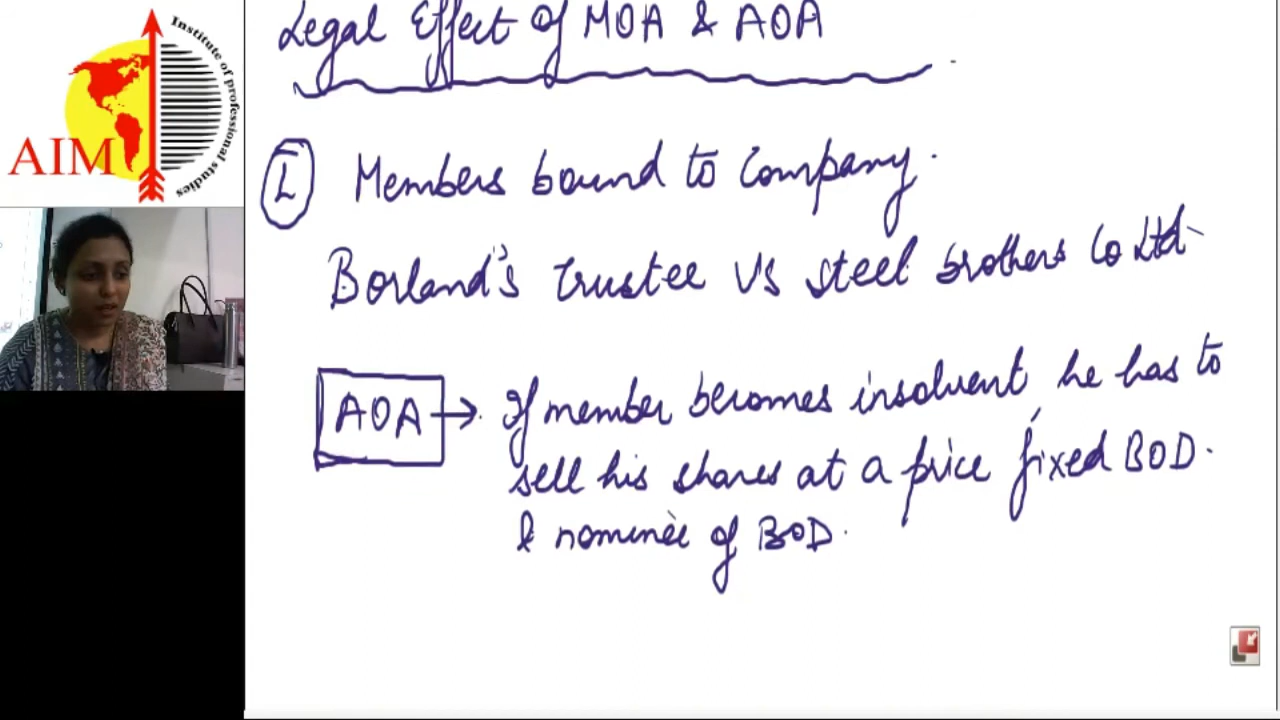 Institute of professional studies
AIM
Legal Effect of MOA & AOA
1 Members bound to Company.
Borland's Trustee Vs Steel brothers Co Ltd
AOA → If member becomes insolvent, he has to
sell his shares at a price fixed BOD.
& nominee of BOD.